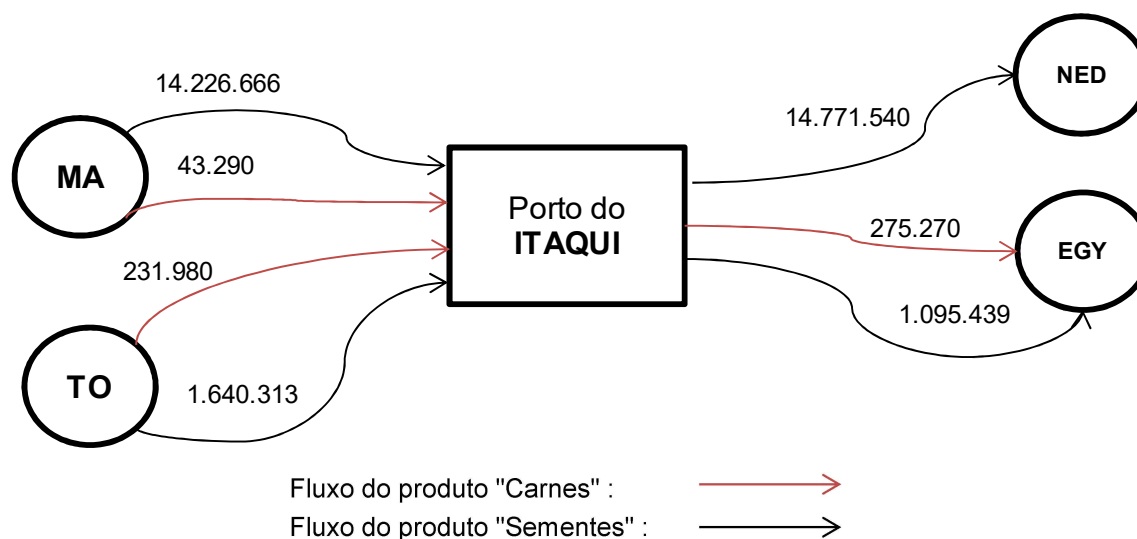 14.226.666
MA
43.290
231.980
TO
1.640.313
Porto do
ITAQUI
14.771.540
NED
275.270
EGY
1.095.439
Fluxo do produto "Carnes" :
Fluxo do produto "Sementes" :